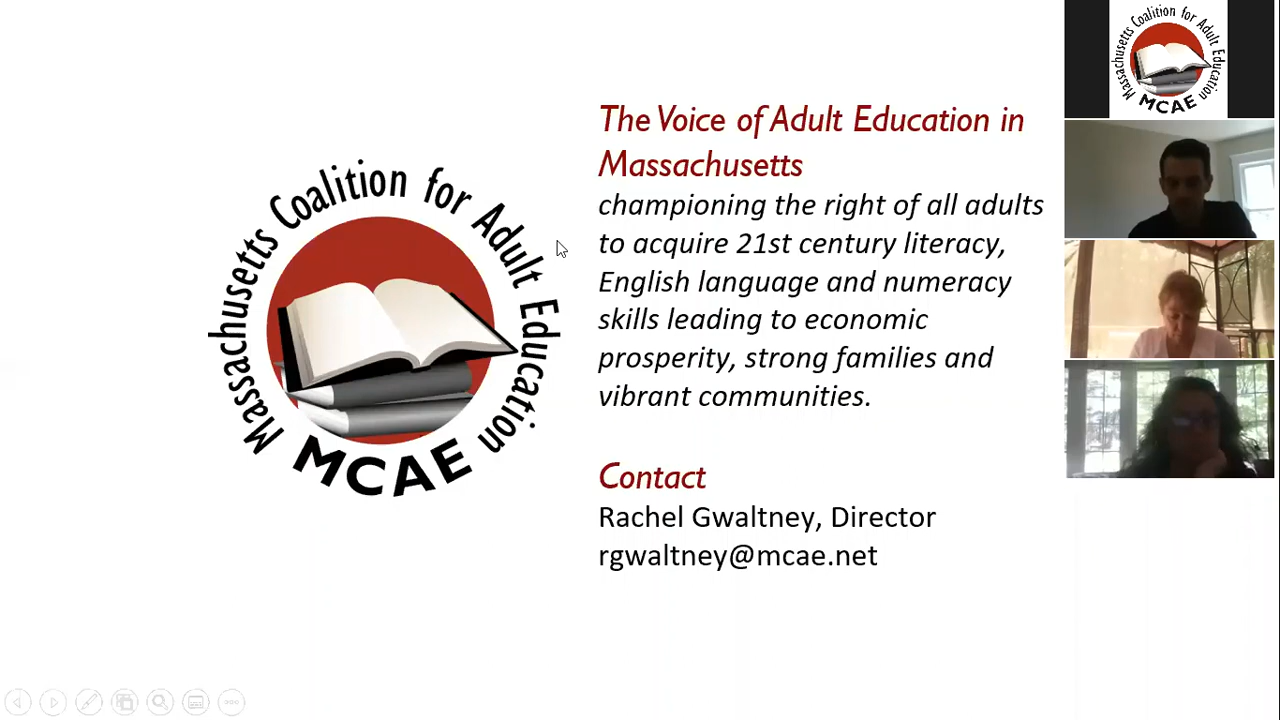 Massachusetts Coalition for Adult Education
MCAE
The Voice of Adult Education in
Massachusetts
championing the right of all adults
to acquire 21st century literacy,
English language and numeracy
skills leading to economic
prosperity, strong families and
vibrant communities.
Contact
Rachel Gwaltney, Director
rgwaltney@mcae.net
Massachusetts Coalition for Adult Education
MCAE